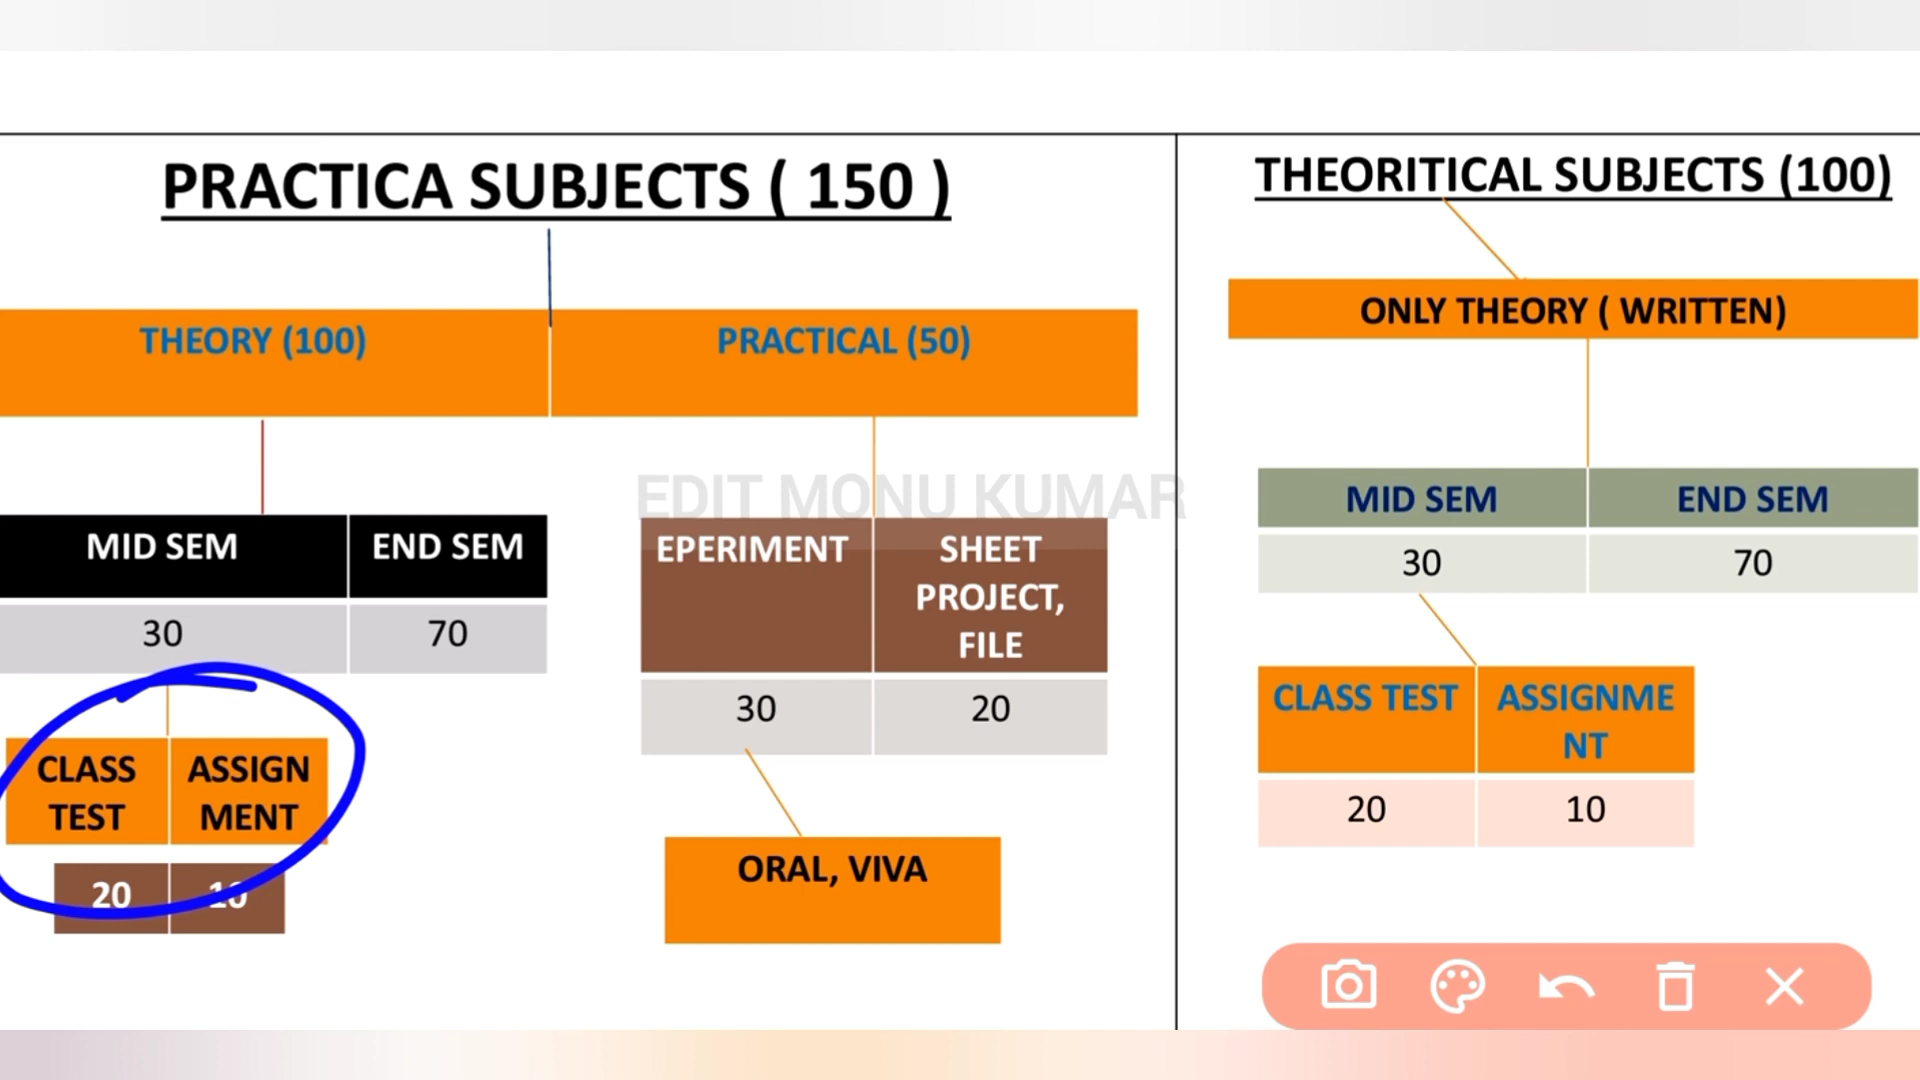 PRACTICA SUBJECTS ( 150 )
THEORY (100)
PRACTICAL (50)
MID SEM
END SEM
30
70
CLASS
TEST
ASSIGN
MENT
20
10
EPERIMENT
SHEET
PROJECT,
FILE
30
20
ORAL, VIVA
EDIT MONU KUMAR
THEORITICAL SUBJECTS (100)
ONLY THEORY ( WRITTEN)
MID SEM
END SEM
30
70
CLASS TEST
ASSIGNME
NT
20
10